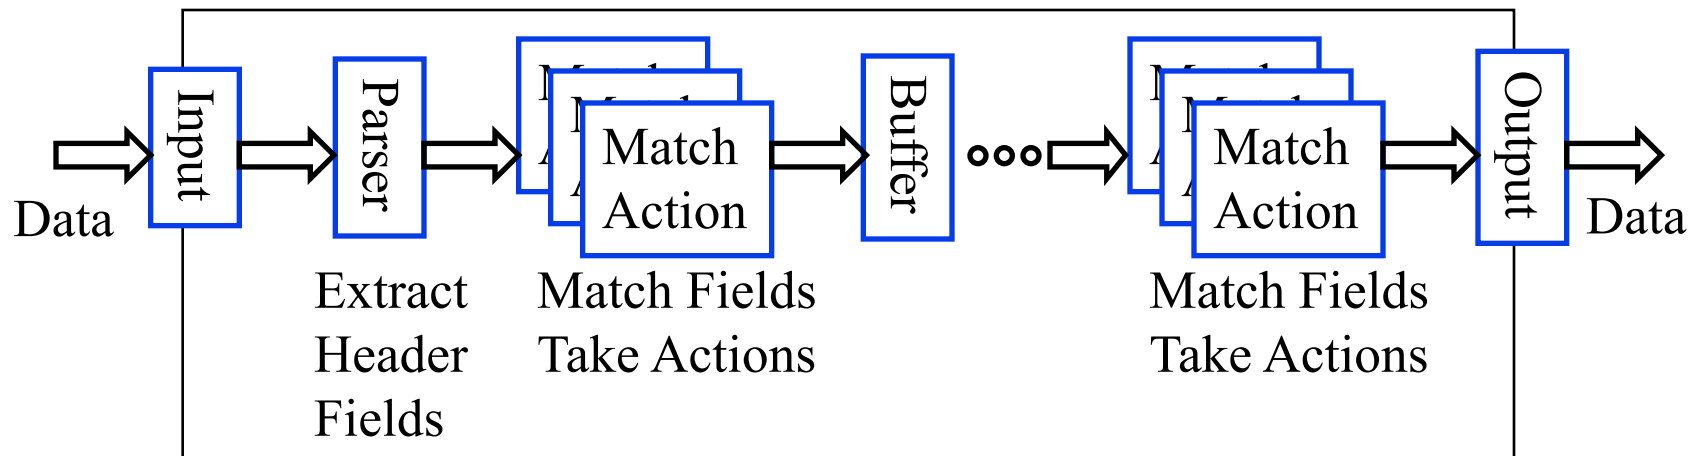 Data
Input
Parser
Extract
Header
Fields
Match
Action
Match Fields
Take Actions
Buffer
Match
Action
Match Fields
Take Actions
Output
Data